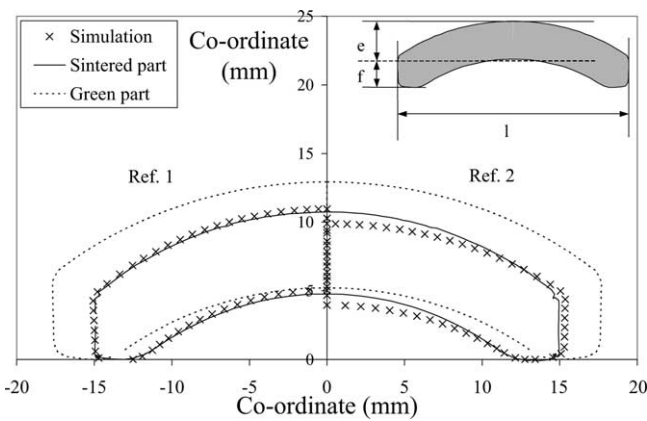 × Simulation
Sintered part
Green part
Co-ordinate
(mm)
25
20
15
10
5
0
e
f
l
Ref. 1
Ref. 2
-20 -15 -10 -5 0 5 10 15 20
Co-ordinate (mm)